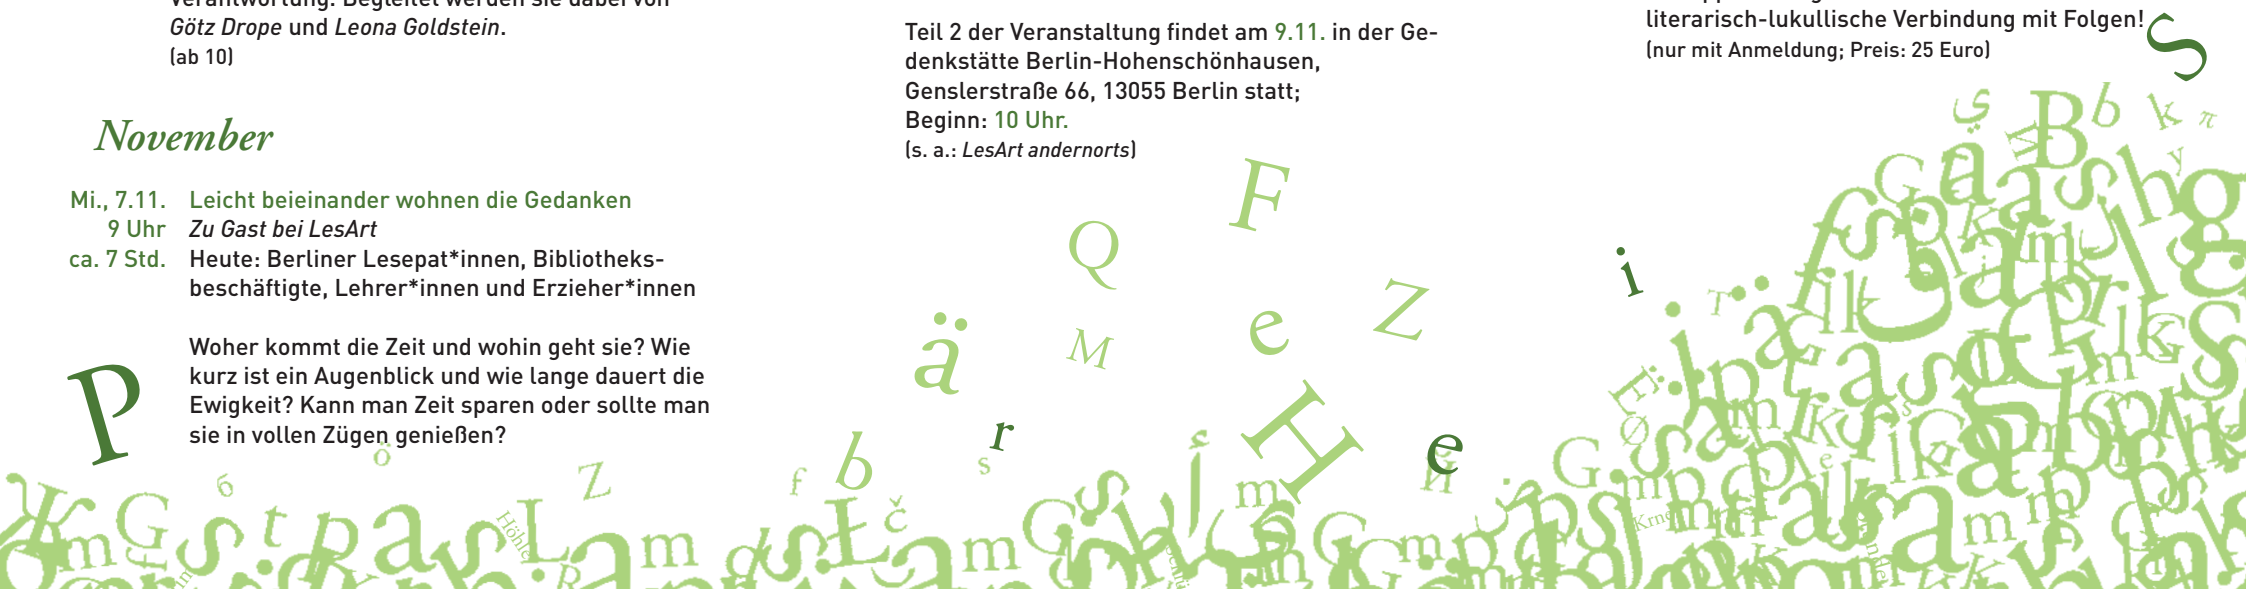 Götz Drope und Leona Goldstein.
(ab 10)
November
Mi., 7.11. Leicht beieinander wohnen die Gedanken
9 Uhr Zu Gast bei LesArt
ca. 7 Std. Heute: Berliner Lesepat*innen, Bibliotheks-
beschäftigte, Lehrer*innen und Erzieher*innen
Woher kommt die Zeit und wohin geht sie? Wie
kurz ist ein Augenblick und wie lange dauert die
Ewigkeit? Kann man Zeit sparen oder sollte man
sie in vollen Zügen genießen?
Teil 2 der Veranstaltung findet am 9.11. in der Ge-
denkstätte Berlin-Hohenschönhausen,
Genslerstraße 66, 13055 Berlin statt;
Beginn: 10 Uhr.
(s. a.: LesArt andernorts)
literarisch-lukullische Verbindung mit Folgen!
(nur mit Anmeldung; Preis: 25 Euro)